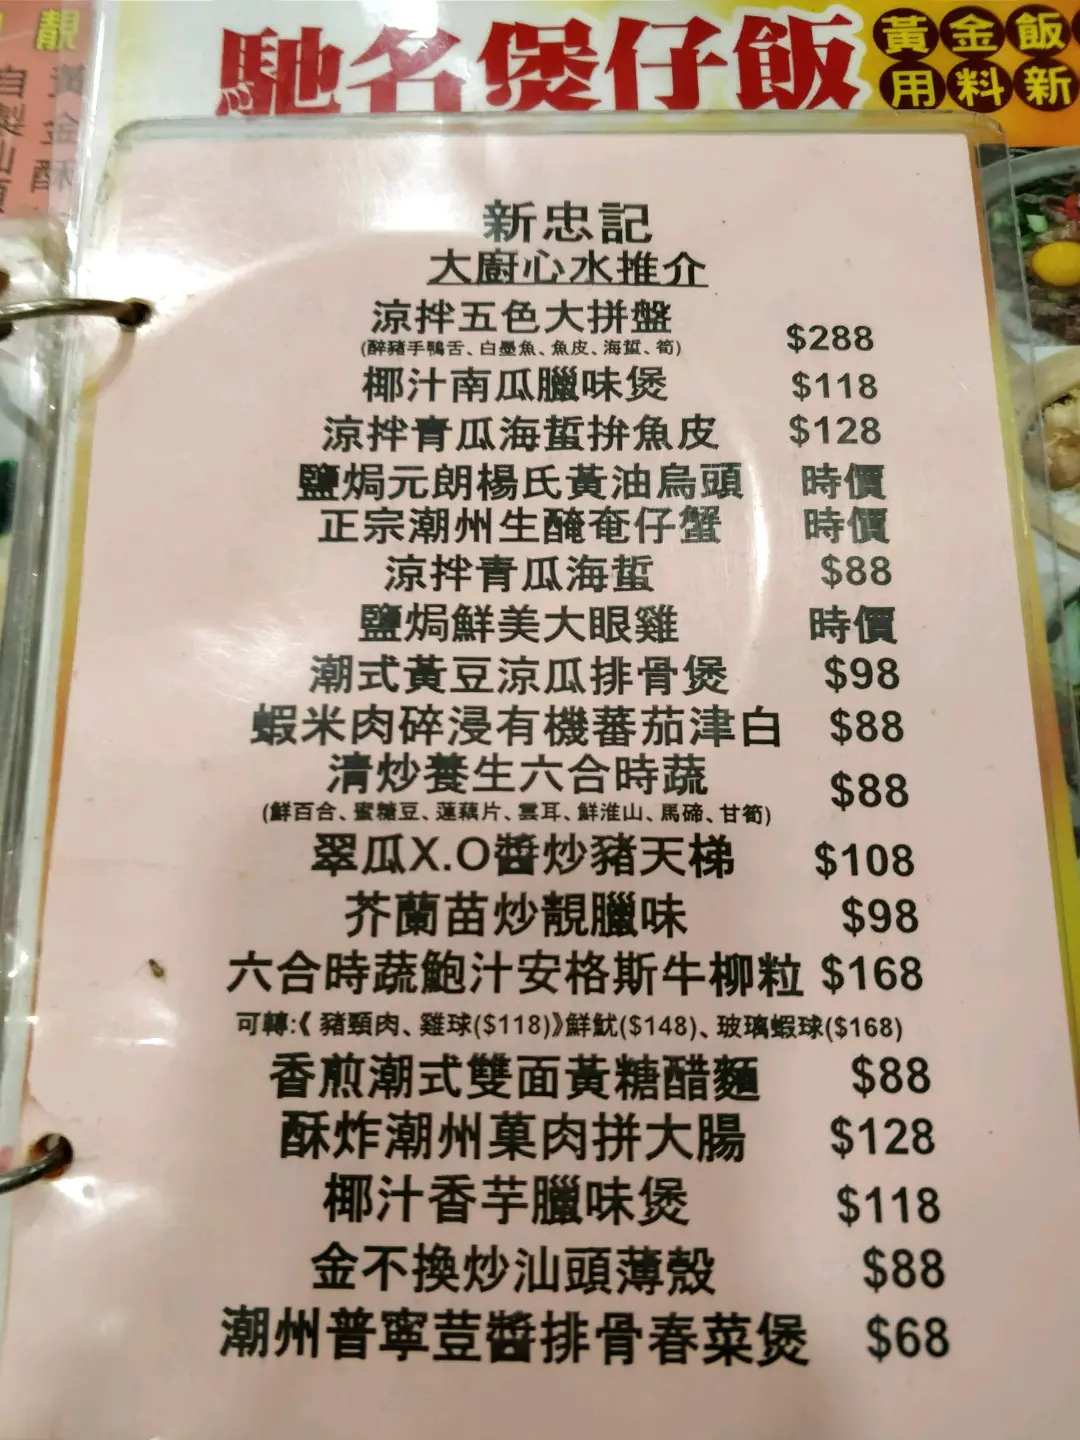 靚
黃金酥
自製山
馳名煲仔飯
黃金飯
用料新
新忠記
大廚心水推介
涼拌五色大拼盤 $288
(醉豬手鴨舌、白墨魚、魚皮、海蜇、筍)
椰汁南瓜臘味煲 $118
涼拌青瓜海蜇拚魚皮 $128
鹽焗元朗楊氏黃油烏頭 時價
正宗潮州生醃奄仔蟹 時價
涼拌青瓜海蜇 $88
鹽焗鮮美大眼雞 時價
潮式黃豆涼瓜排骨煲 $98
蝦米肉碎浸有機蕃茄津白 $88
清炒養生六合時蔬 $88
(鮮百合、蜜糖豆、蓮藕片、雲耳、鮮淮山、馬碲、甘筍)
翠瓜X.O醬炒豬天梯 $108
芥蘭苗炒靚臘味 $98
六合時蔬鮑汁安格斯牛柳粒 $168
可轉:《 豬頸肉、雞球($118)》鮮魷($148)、玻璃蝦球($168)
香煎潮式雙面黃糖醋麵 $88
酥炸潮州菓肉拼大腸 $128
椰汁香芋臘味煲 $118
金不換炒汕頭薄殼 $88
潮州普寧荳醬排骨春菜煲 $68